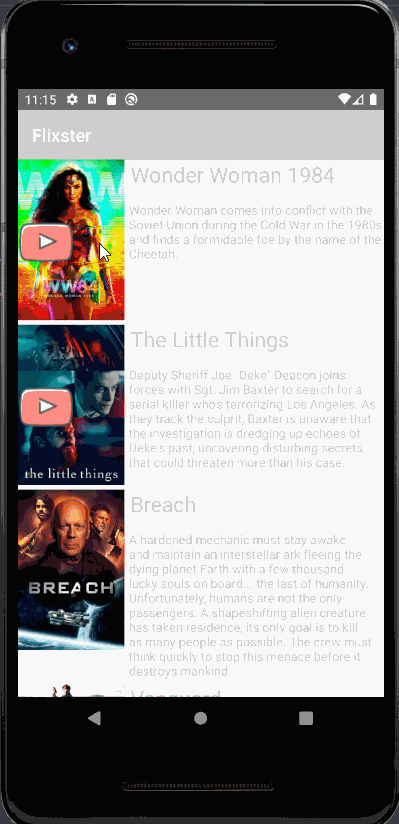 11:15
Flixster
Wonder Woman 1984
Wonder Woman comes into conflict with the
Soviet Union during the Cold War in the 1980s
and finds a formidable foe by the name of the
Cheetah.
WW84
The Little Things
Deputy Sheriff Joe "Deke" Deacon joins
forces with Sgt. Jim Baxter to search for a
serial killer who's terrorizing Los Angeles. As
they track the culprit, Baxter is unaware that
the investigation is dredging up echoes of
Deke's past, uncovering disturbing secrets
that could threaten more than his case.
the little things
Breach
A hardened mechanic must stay awake
and maintain an interstellar ark fleeing the
dying planet Earth with a few thousand
lucky souls on board... the last of humanity.
Unfortunately, humans are not the only
passengers. A shapeshifting alien creature
has taken residence, its only goal is to kill
as many people as possible. The crew must
think quickly to stop this menace before it
destroys mankind.
BREACH
Vanguard